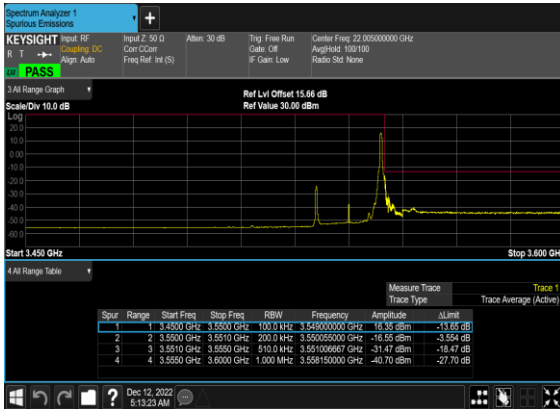 Spectrum Analyzer 1
Spurious Emissions
+
KEYSIGHT Input: RF Input Z: 50 Ω Atten: 30 dB Trig: Free Run Center Freq: 22.005000000 GHz
R T Coupling: DC Corr CCorr Gate: Off Avg|Hold: 100/100
Align: Auto Freq Ref: Int (S) IF Gain: Low Radio Std: None
PASS
3 All Range Graph
Ref Lvl Offset 15.66 dB
Scale/Div 10.0 dB Ref Value 30.00 dBm
Log
20.0
10.0
0.00
-10.0
-20.0
-30.0
-40.0
-50.0
-60.0
Start 3.450 GHz Stop 3.600 GH
4 All Range Table
Measure Trace Trace 1
Trace Type Trace Average (Active)
Spur Range Start Freq Stop Freq RBW Frequency Amplitude ΔLimit
1 1 3.4500 GHz 3.5500 GHz 100.0 kHz 3.549000000 GHz 16.35 dBm -13.65 dB
2 2 3.5500 GHz 3.5510 GHz 200.0 kHz 3.550055000 GHz -16.55 dBm -3.554 dB
3 3 3.5510 GHz 3.5550 GHz 510.0 kHz 3.551006667 GHz -31.47 dBm -18.47 dB
4 4 3.5550 GHz 3.6000 GHz 1.000 MHz 3.558150000 GHz -40.70 dBm -27.70 dB
? Dec 12, 2022
5:13:23 AM